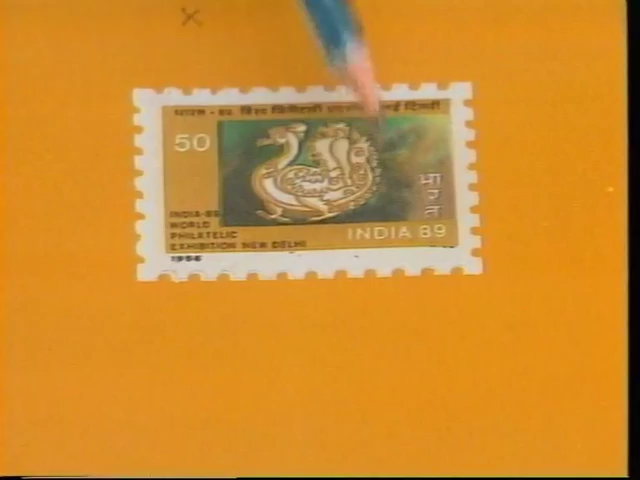 50
भारत
INDIA-89
WORLD
PHILATELIC
EXHIBITION NEW DELHI
INDIA 89
1986